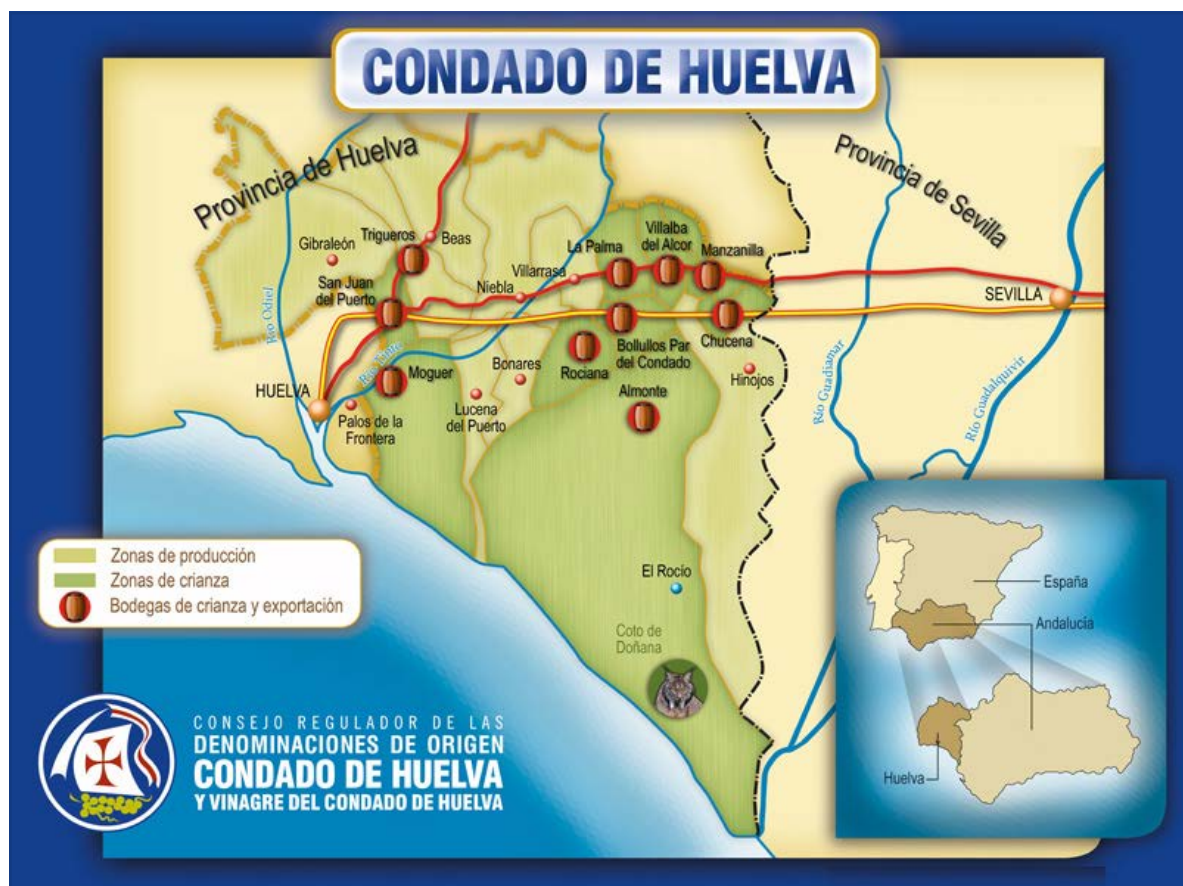 CONDADO DE HUELVA
Provincia de Huelva
Provincia de Sevilla
Gibraleón
Trigueros
Beas
San Juan
del Puerto
Niebla
Villarrasa
La Palma
Villalba
del Alcor
Manzanilla
SEVILLA
Río Odiel
Río Tinto
HUELVA
Moguer
Palos de la
Frontera
Lucena
del Puerto
Bonares
Rociana
Bollullos Par
del Condado
Chucena
Almonte
Hinojos
Río Guadiamar
Río Guadalquivir
Zonas de producción
Zonas de crianza
Bodegas de crianza y exportación
El Rocío
Coto de
Doñana
España
Andalucía
Huelva
CONSEJO REGULADOR DE LAS
DENOMINACIONES DE ORIGEN
CONDADO DE HUELVA
Y VINAGRE DEL CONDADO DE HUELVA